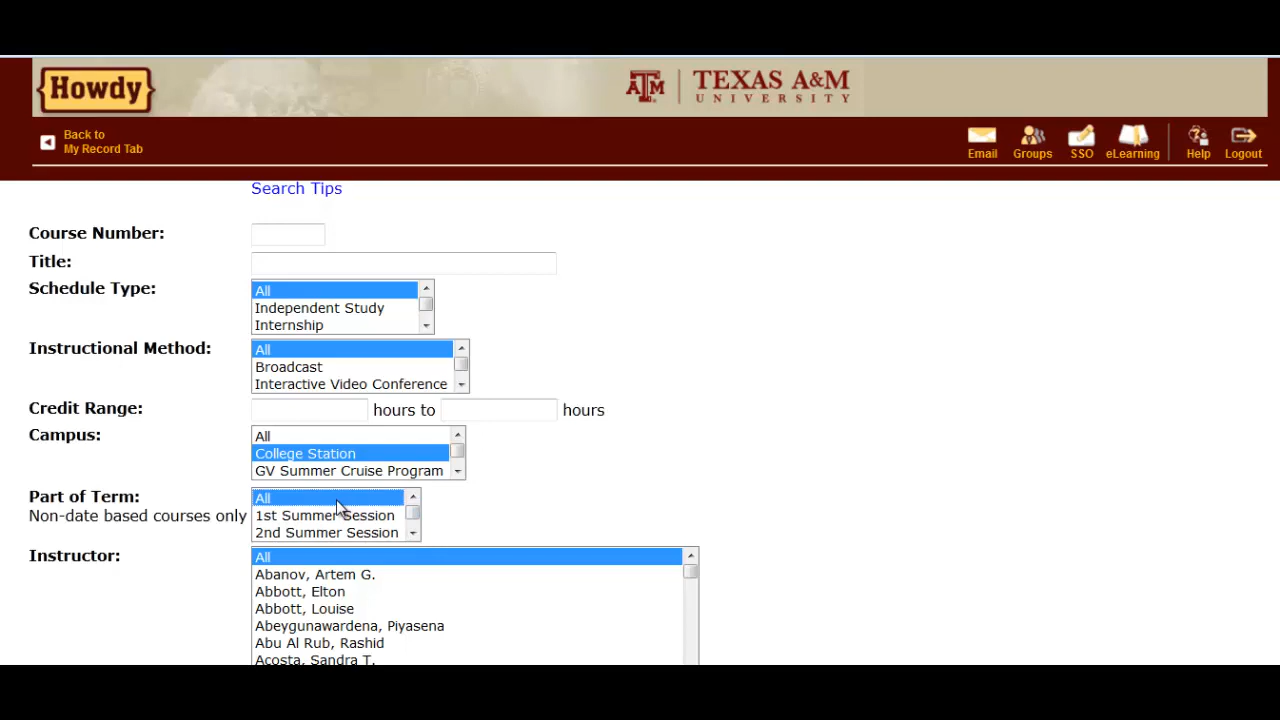 Howdy
TEXAS A&M
UNIVERSITY
Back to
My Record Tab
Email
Groups
SSO
eLearning
Help
Logout
Search Tips
Course Number:
Title:
Schedule Type:
All
Independent Study
Internship
Instructional Method:
All
Broadcast
Interactive Video Conference
Credit Range:
hours to
hours
Campus:
All
College Station
GV Summer Cruise Program
Part of Term:
Non-date based courses only
All
1st Summer Session
2nd Summer Session
Instructor:
All
Abanov, Artem G.
Abbott, Elton
Abbott, Louise
Abeygunawardena, Piyasena
Abu Al Rub, Rashid
Acosta, Sandra T.